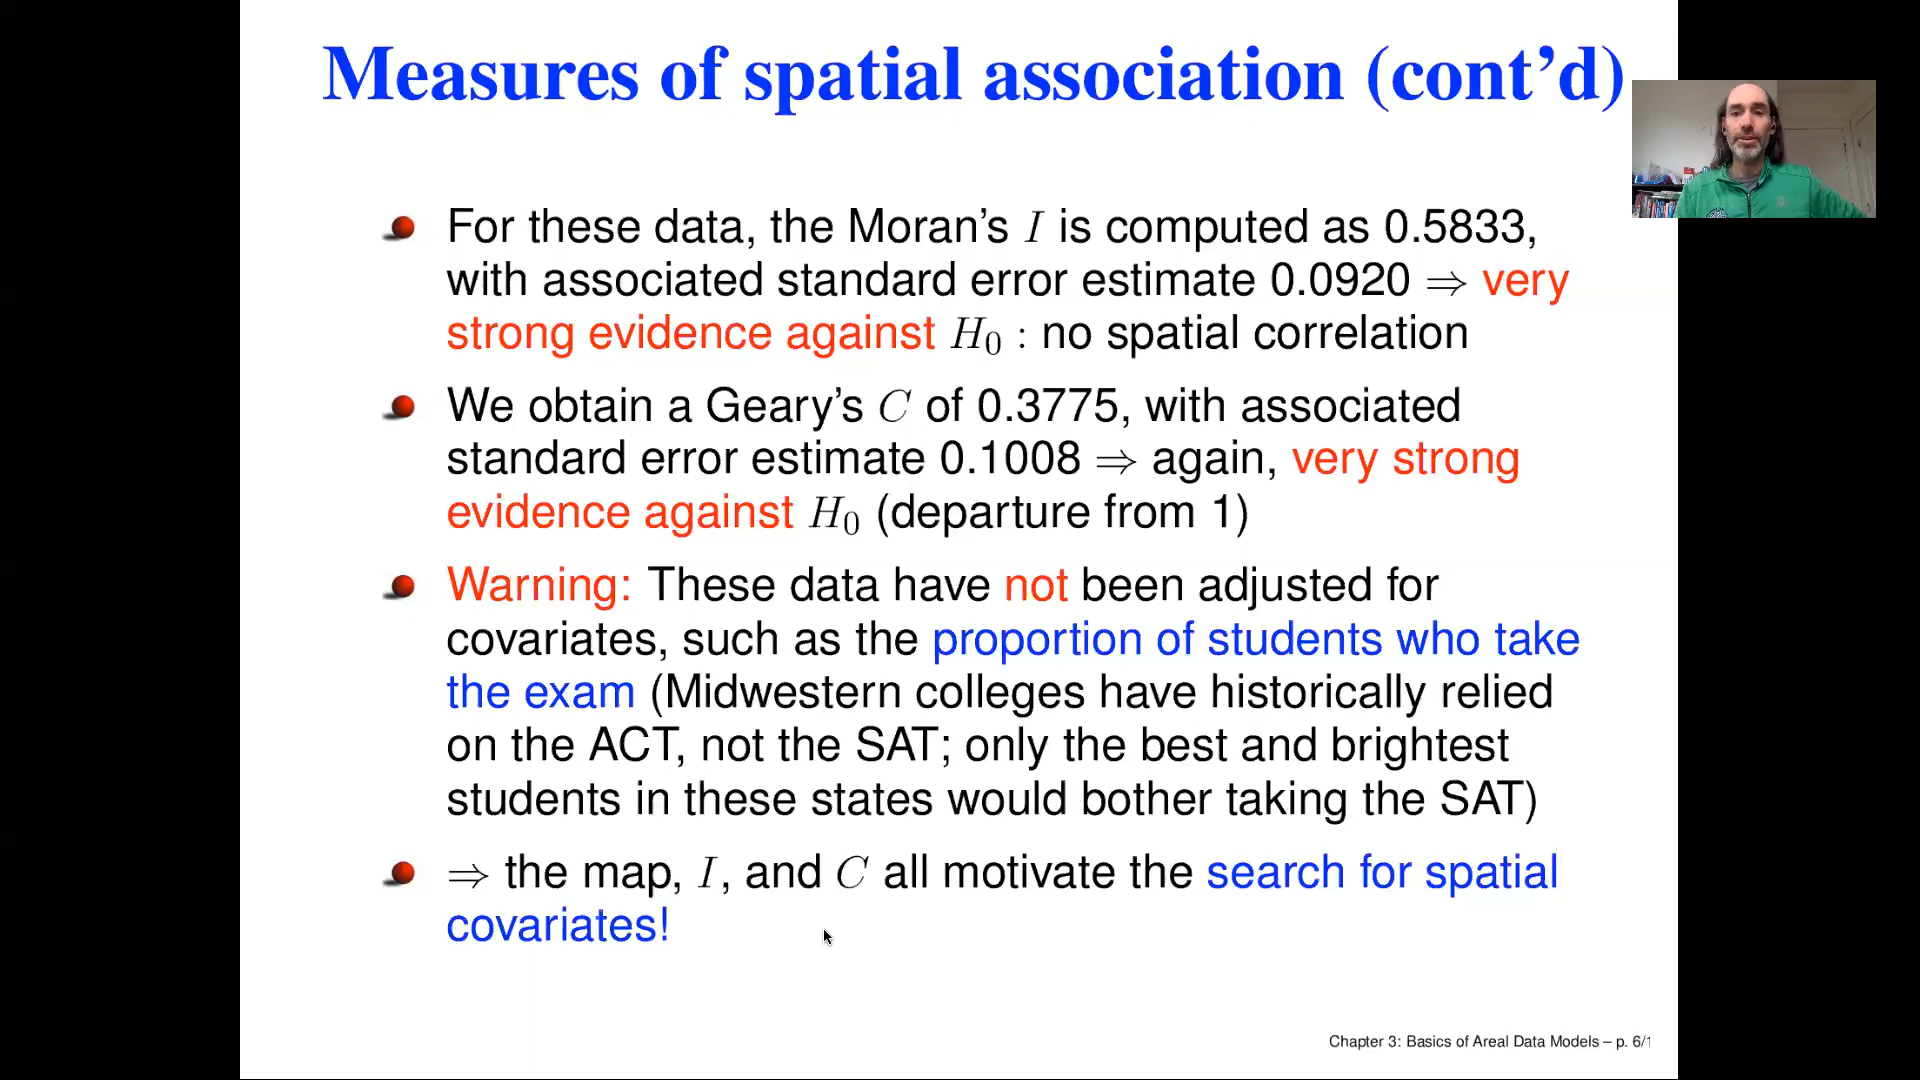 Measures of spatial association (cont’d)
For these data, the Moran’s I is computed as 0.5833,
with associated standard error estimate 0.0920 ⇒ very
strong evidence against H₀ : no spatial correlation
We obtain a Geary’s C of 0.3775, with associated
standard error estimate 0.1008 ⇒ again, very strong
evidence against H₀ (departure from 1)
Warning: These data have not been adjusted for
covariates, such as the proportion of students who take
the exam (Midwestern colleges have historically relied
on the ACT, not the SAT; only the best and brightest
students in these states would bother taking the SAT)
⇒ the map, I, and C all motivate the search for spatial
covariates!
Chapter 3: Basics of Areal Data Models – p. 6/1